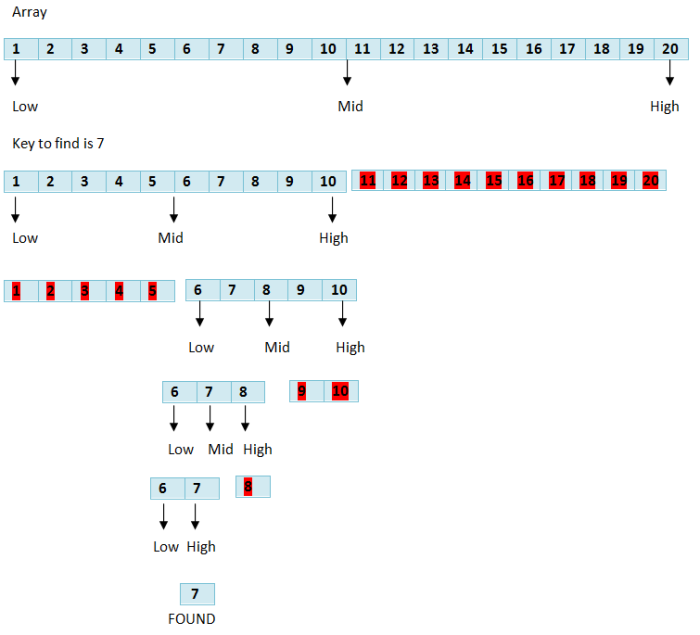 Array
1 2 3 4 5 6 7 8 9 10 11 12 13 14 15 16 17 18 19 20
Low Mid High
Key to find is 7
1 2 3 4 5 6 7 8 9 10 11 12 13 14 15 16 17 18 19 20
Low Mid High
1 2 3 4 5 6 7 8 9 10
Low Mid High
6 7 8 9 10
Low Mid High
6 7 8
Low High
7
FOUND